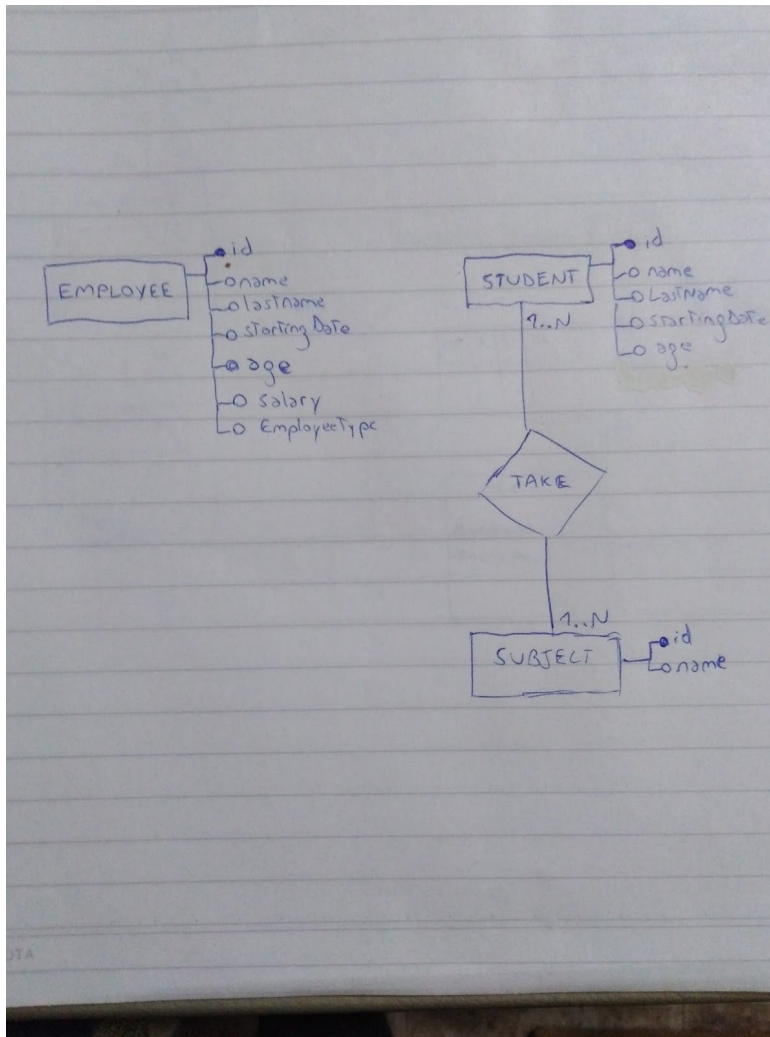 EMPLOYEE
id
name
lastname
startingDate
age
salary
EmployeeType
STUDENT
id
name
LastName
startingDate
age
1..N
TAKE
1..N
SUBJECT
id
name
OTA